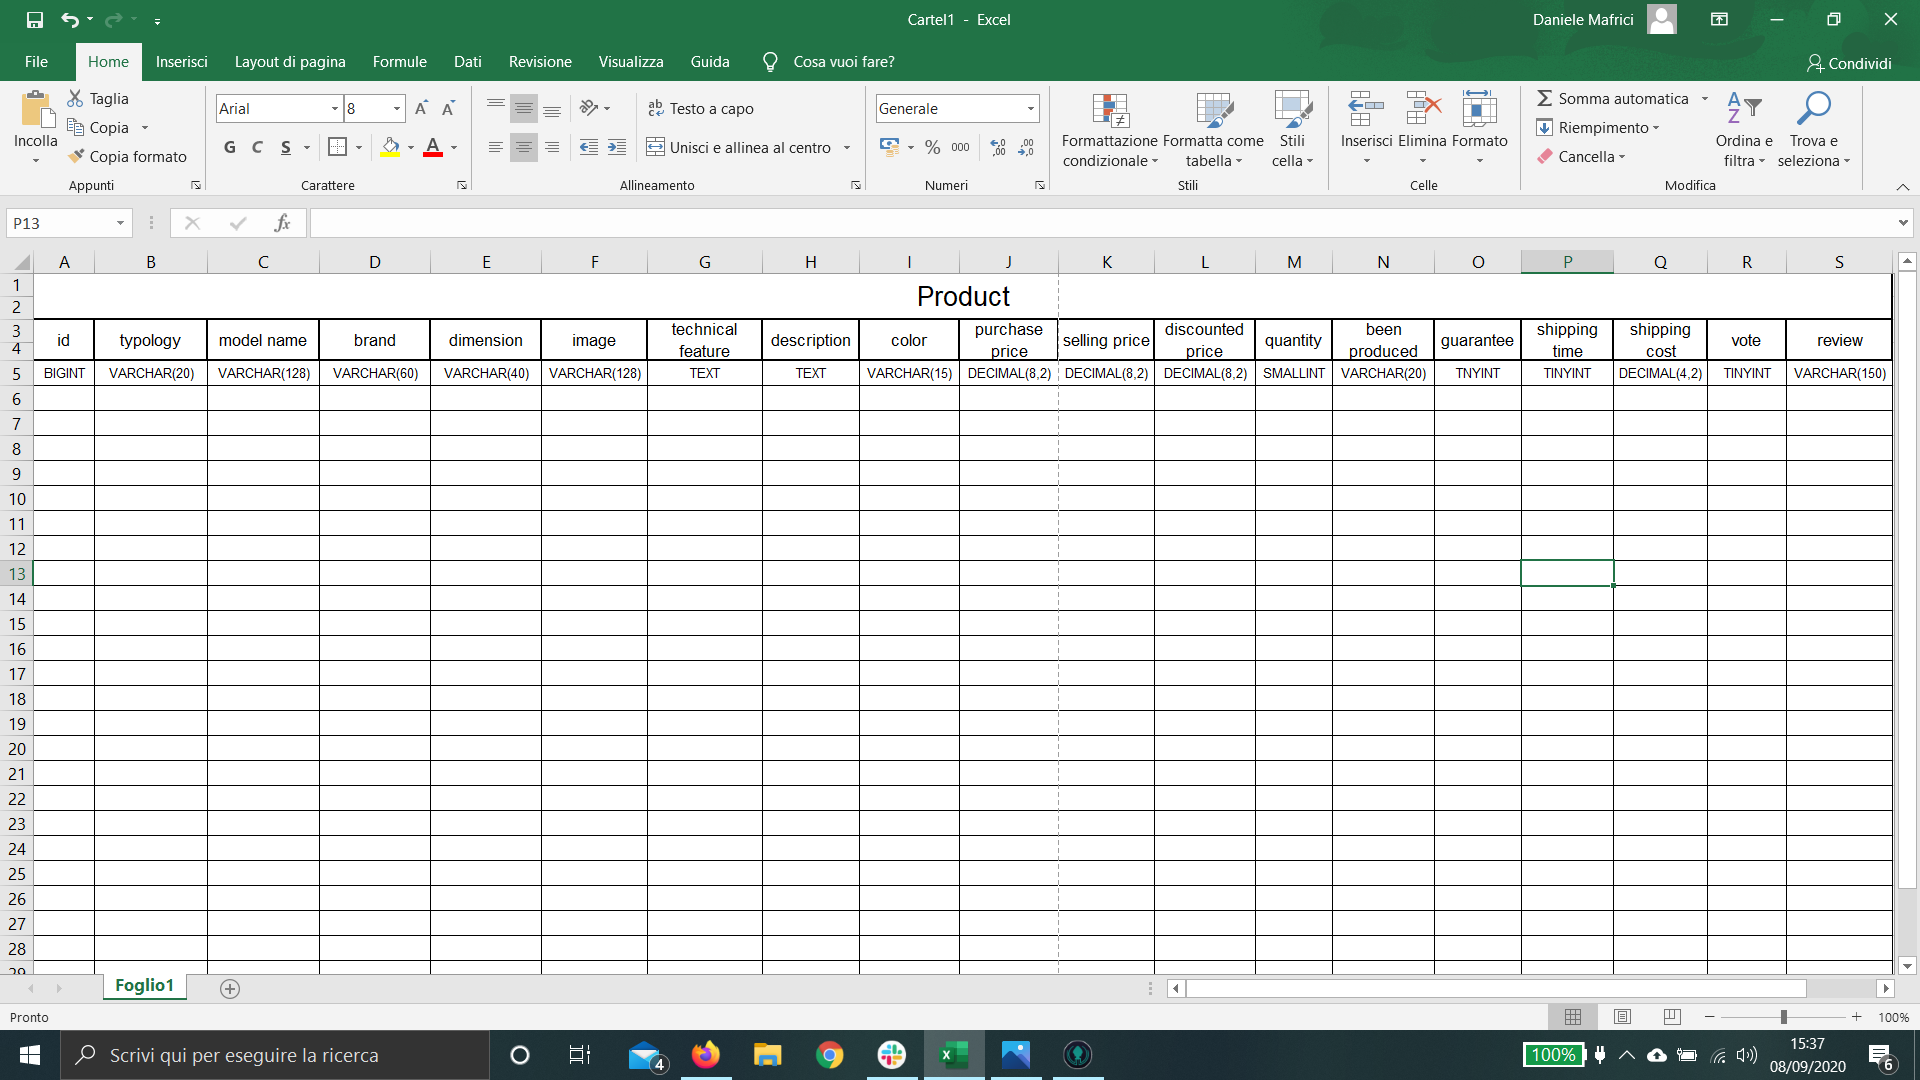 Cartel1 - Excel
Daniele Mafrici
File Home Inserisci Layout di pagina Formule Dati Revisione Visualizza Guida Cosa vuoi fare? Condividi
Incolla
Taglia
Copia
Copia formato
Appunti
Arial 8
G C S A
Carattere
ab Testo a capo
Unisci e allinea al centro
Allineamento
Generale
% 000
Numeri
Formattazione condizionale
Formatta come tabella
Stili cella
Stili
Inserisci Elimina Formato
Celle
Somma automatica
Riempimento
Cancella
Ordina e filtra
Trova e seleziona
Modifica
P13 fx
A B C D E F G H I J K L M N O P Q R S
1
2
Product
3
4
id typology model name brand dimension image technical feature description color purchase price selling price discounted price quantity been produced guarantee shipping time shipping cost vote review
5 BIGINT VARCHAR(20) VARCHAR(128) VARCHAR(60) VARCHAR(40) VARCHAR(128) TEXT TEXT VARCHAR(15) DECIMAL(8,2) DECIMAL(8,2) DECIMAL(8,2) SMALLINT VARCHAR(20) TNYINT TINYINT DECIMAL(4,2) TINYINT VARCHAR(150)
6
7
8
9
10
11
12
13
14
15
16
17
18
19
20
21
22
23
24
25
26
27
28
29
Foglio1
Pronto
100%
Scrivi qui per eseguire la ricerca
4
100%
15:37
08/09/2020
6